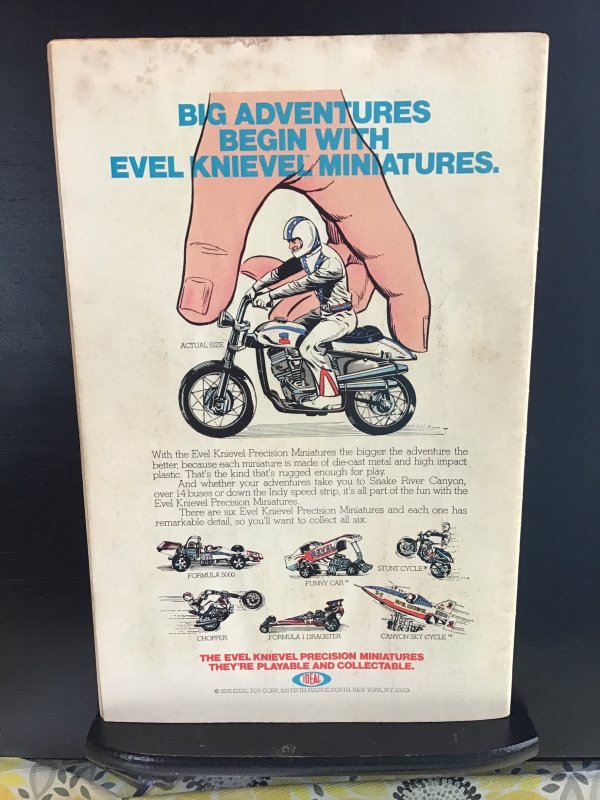 BIG ADVENTURES
BEGIN WITH
EVEL KNIEVEL MINIATURES.
ACTUAL SIZE
With the Evel Knievel Precision Miniatures the bigger the adventure the
better, because each miniature is made of die-cast metal and high impact
plastic. That's the kind that's rugged enough for play.
And whether your adventures take you to Snake River Canyon,
over 14 buses or down the Indy speed strip, it's all part of the fun with the
Evel Knievel Precision Miniatures.
There are six Evel Knievel Precision Miniatures and each one has
remarkable detail, so you'll want to collect all six.
FORMULA 5000
FUNNY CAR™
STUNT CYCLE®
CHOPPER
FORMULA 1 DRAGSTER
CANYON SKY CYCLE™
THE EVEL KNIEVEL PRECISION MINIATURES
THEY'RE PLAYABLE AND COLLECTABLE.
IDEAL
© 1976 IDEAL TOY CORP., 200 FIFTH AVENUE NORTH, NEW YORK, N.Y. 10010.